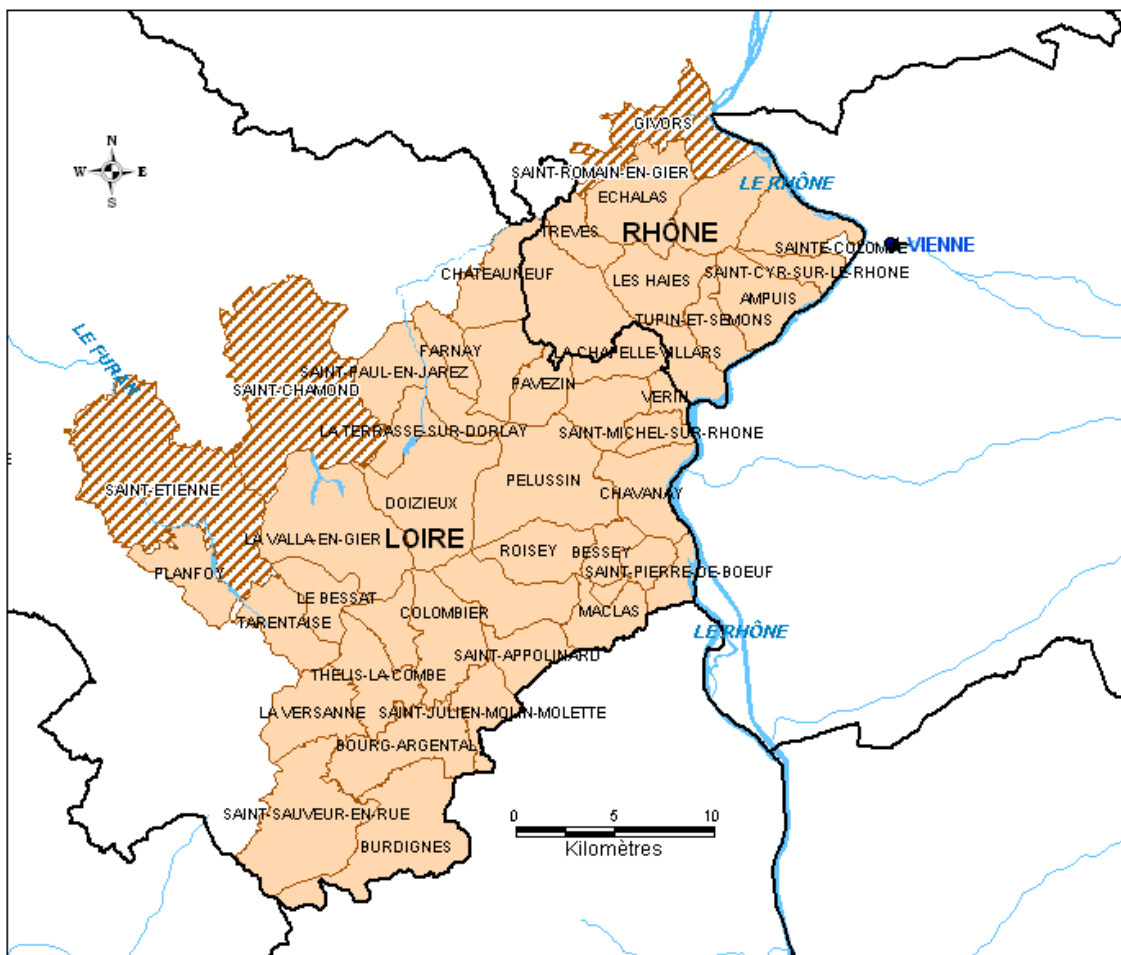 GIVORS
N
W E
S
SAINT-ROMAIN-EN-GIER
LE RHÔNE
ECHALAS
TREVES
RHÔNE
SAINTE-COLOMBE
VIENNE
CHATEAUNEUF
LES HAIES
SAINT-CYR-SUR-LE-RHONE
AMPUIS
TUPIN-ET-SEMONS
LE FURAN
FARNAY
LA CHAPELLE-VILLARS
SAINT-PAUL-EN-JAREZ
SAINT-CHAMOND
PAVEZIN
VERIN
LA TERRASSE-SUR-DORLAY
SAINT-MICHEL-SUR-RHONE
SAINT-ETIENNE
PELUSSIN
DOIZIEUX
CHAVANAY
LA VALLA-EN-GIER
LOIRE
ROISEY
BESSEY
PLANFOY
SAINT-PIERRE-DE-BOEUF
LE BESSAT
COLOMBIER
MACLAS
TARENTAISE
LE RHÔNE
SAINT-APPOLINARD
THELIS-LA-COMBE
LA VERSANNE
SAINT-JULIEN-MOLIN-MOLETTE
BOURG-ARGENTAL
SAINT-SAUVEUR-EN-RUE
0 5 10
Kilomètres
BURDIGNES